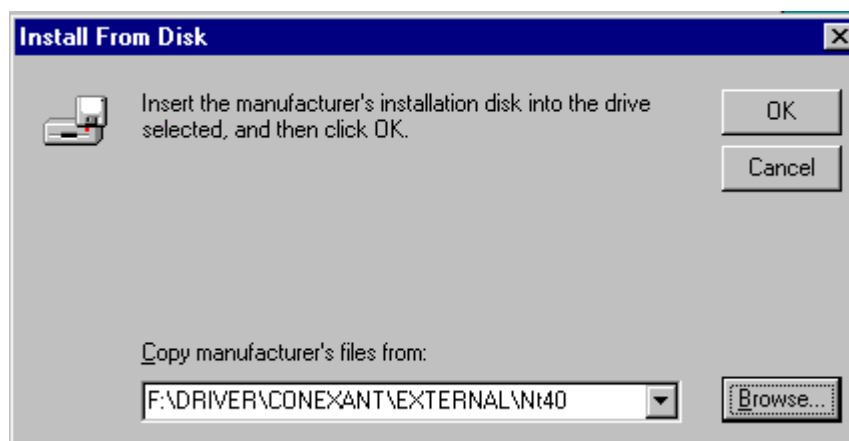 Install From Disk
Insert the manufacturer's installation disk into the drive
selected, and then click OK.
OK
Cancel
Copy manufacturer's files from:
F:\DRIVER\CONEXANT\EXTERNAL\Nt40
Browse...